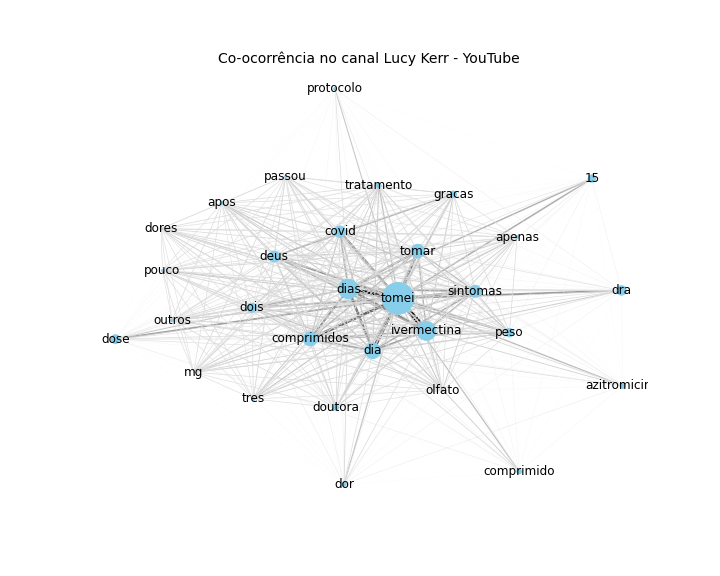 Co-ocorrência no canal Lucy Kerr - YouTube
protocolo
passou
tratamento
15
gracas
apos
dores
covid
apenas
tomar
deus
pouco
dias
sintomas
dra
tomei
dois
outros
ivermectina
peso
dose
comprimidos
dia
mg
azitromicir
olfato
tres
doutora
comprimido
dor